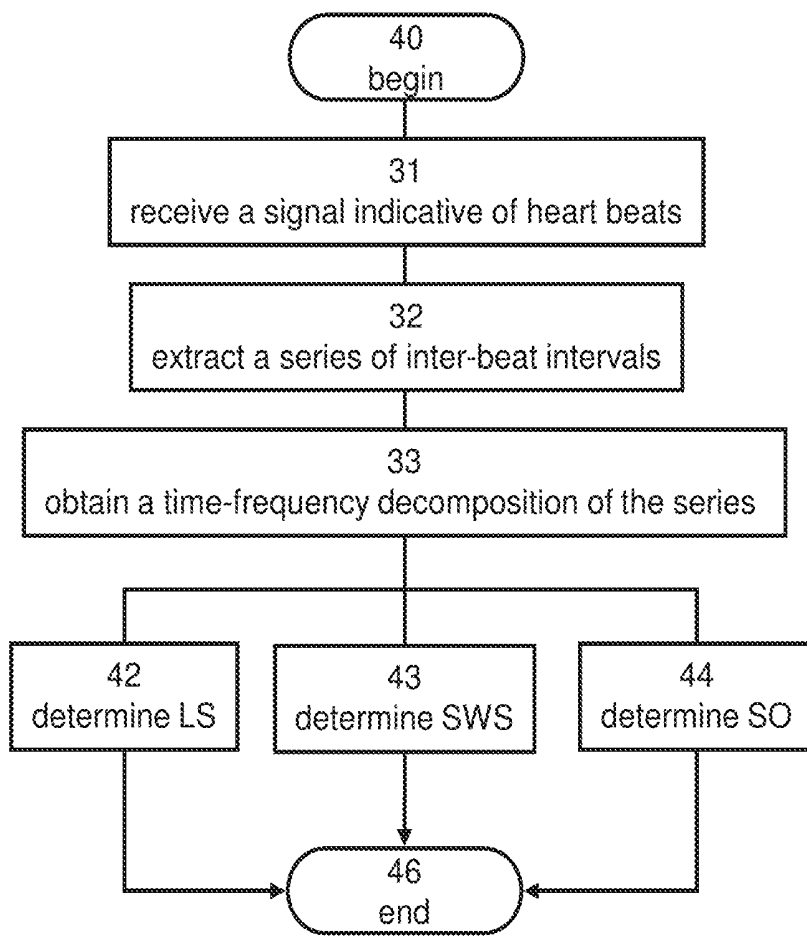 40
begin
31
receive a signal indicative of heart beats
32
extract a series of inter-beat intervals
33
obtain a time-frequency decomposition of the series
42
determine LS
43
determine SWS
44
determine SO
46
end